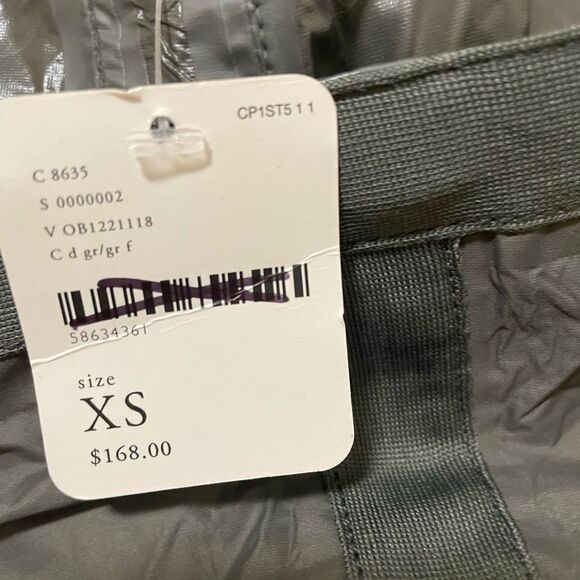 CP1ST5 1 1
C 8635
S 0000002
V OB1221118
C d gr/gr f
58634361
size
XS
$168.00